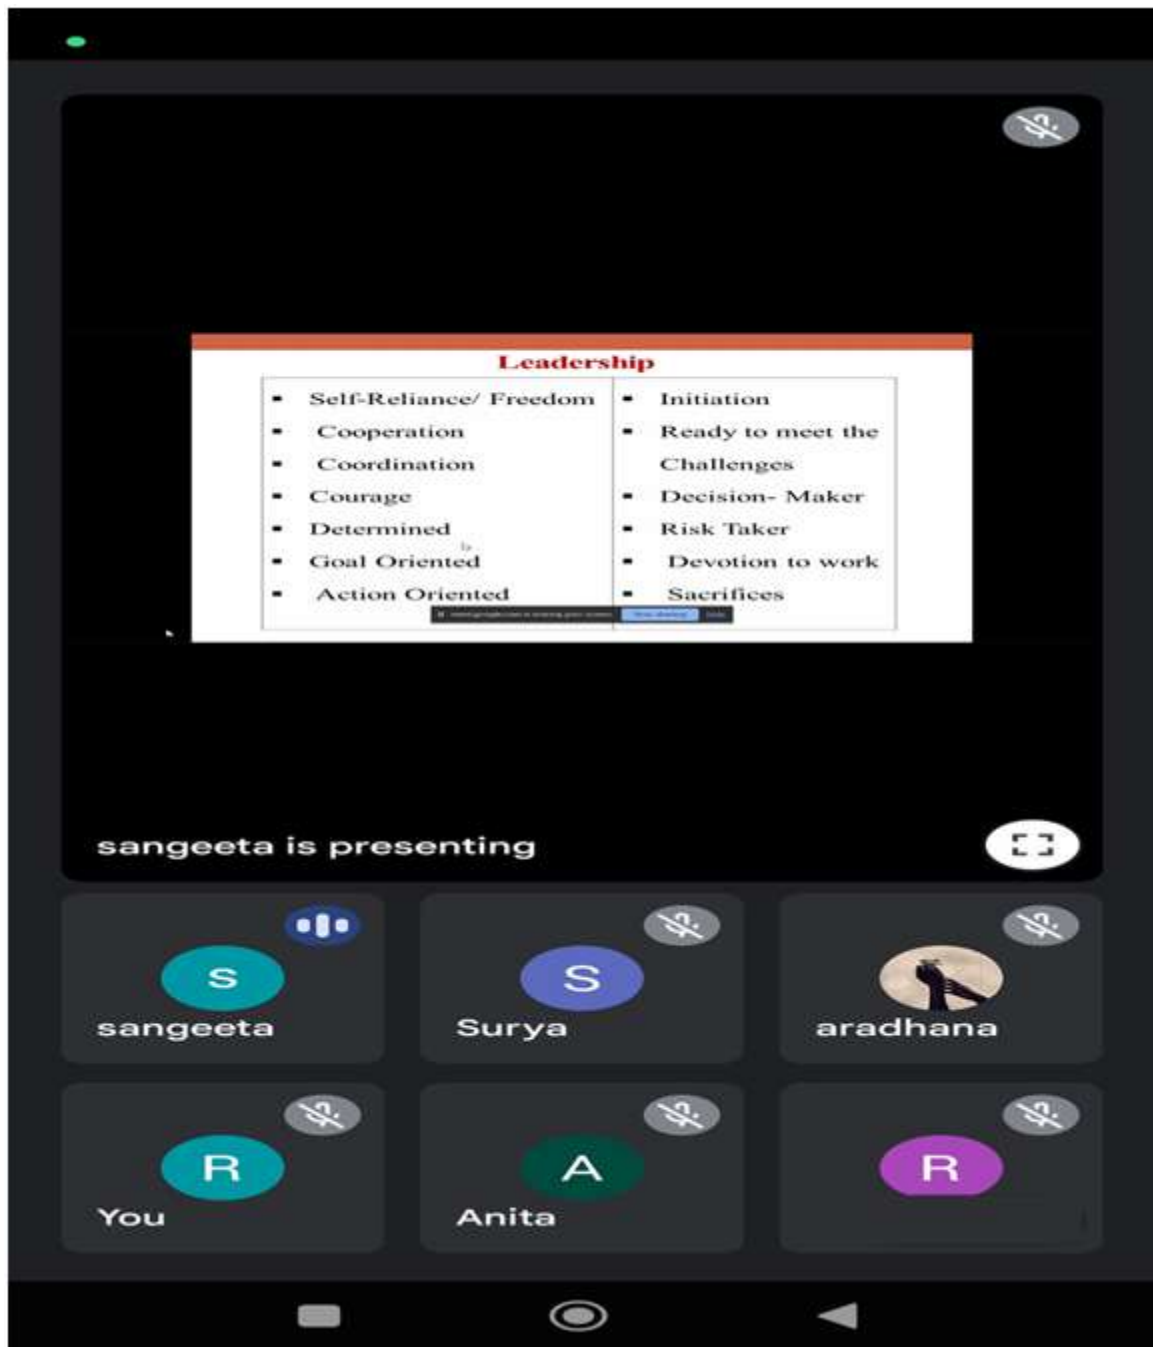 Leadership
Self-Reliance/ Freedom
Cooperation
Coordination
Courage
Determined
Goal Oriented
Action Oriented
Initiation
Ready to meet the
Challenges
Decision- Maker
Risk Taker
Devotion to work
Sacrifices
sangeeta is presenting
s
sangeeta
S
Surya
aradhana
R
You
A
Anita
R